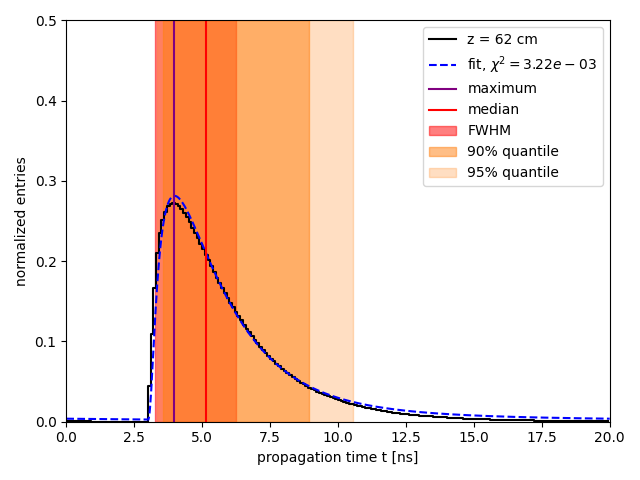 0.5
0.4
0.3
0.2
0.1
0.0
normalized entries
0.0 2.5 5.0 7.5 10.0 12.5 15.0 17.5 20.0
propagation time t [ns]
z = 62 cm
fit, χ² = 3.22e − 03
maximum
median
FWHM
90% quantile
95% quantile